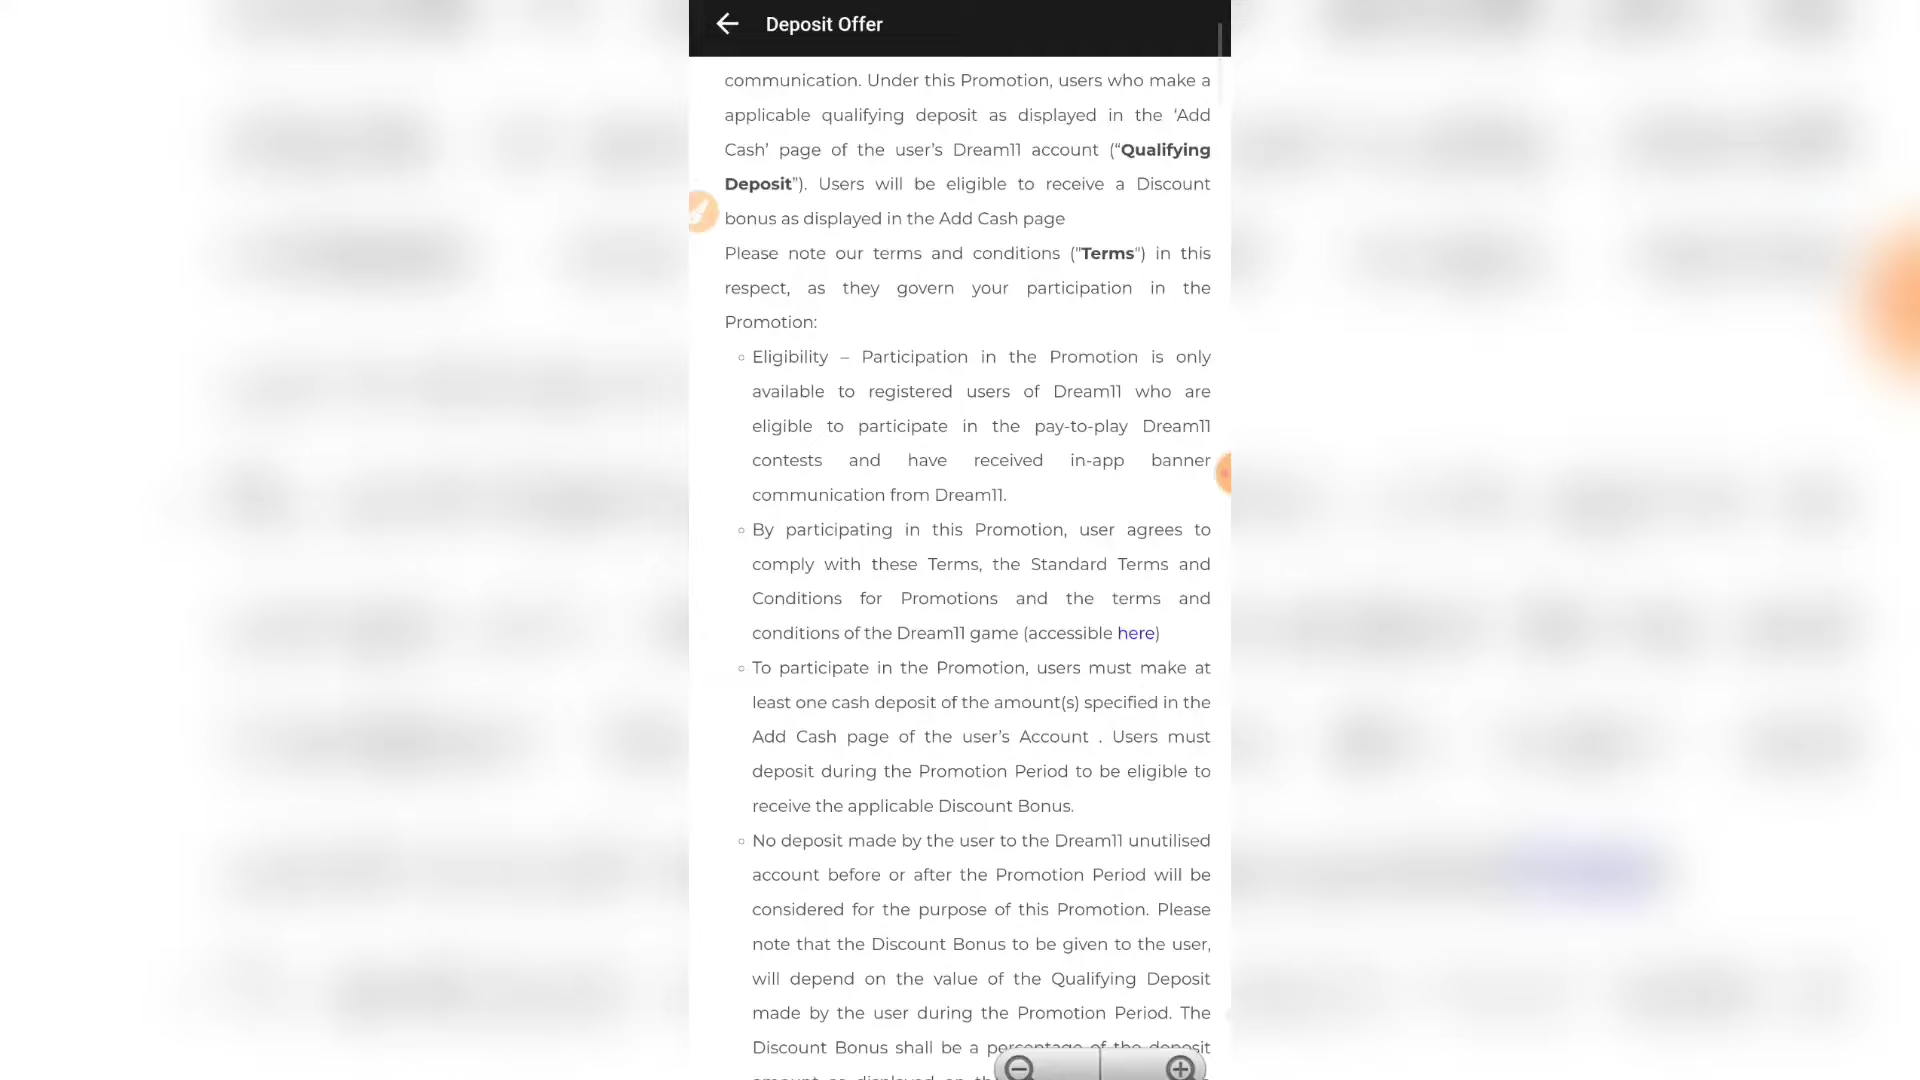 Deposit Offer
communication. Under this Promotion, users who make a
applicable qualifying deposit as displayed in the ‘Add
Cash’ page of the user’s Dream11 account (“Qualifying
Deposit”). Users will be eligible to receive a Discount
bonus as displayed in the Add Cash page
Please note our terms and conditions ("Terms") in this
respect, as they govern your participation in the
Promotion:
Eligibility – Participation in the Promotion is only
available to registered users of Dream11 who are
eligible to participate in the pay-to-play Dream11
contests and have received in-app banner
communication from Dream11.
By participating in this Promotion, user agrees to
comply with these Terms, the Standard Terms and
Conditions for Promotions and the terms and
conditions of the Dream11 game (accessible here)
To participate in the Promotion, users must make at
least one cash deposit of the amount(s) specified in the
Add Cash page of the user’s Account . Users must
deposit during the Promotion Period to be eligible to
receive the applicable Discount Bonus.
No deposit made by the user to the Dream11 unutilised
account before or after the Promotion Period will be
considered for the purpose of this Promotion. Please
note that the Discount Bonus to be given to the user,
will depend on the value of the Qualifying Deposit
made by the user during the Promotion Period. The
Discount Bonus shall be a percentage of the deposit